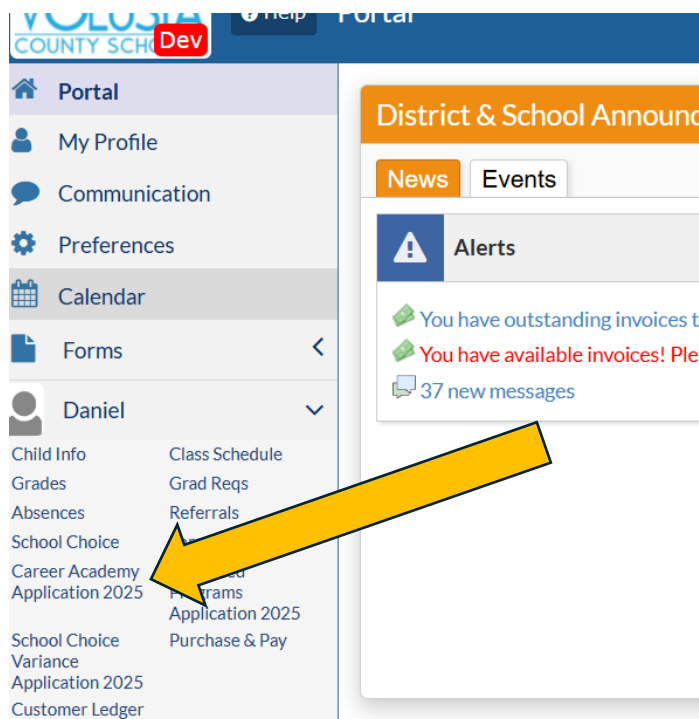 VOLUSIA
COUNTY SCHO
Dev
Help
Portal
Portal
My Profile
Communication
Preferences
Calendar
Forms
Daniel
Child Info Class Schedule
Grades Grad Reqs
Absences Referrals
School Choice
Career Academy
Application 2025 Programs
Application 2025
School Choice Purchase & Pay
Variance
Application 2025
Customer Ledger
District & School Announc
News Events
Alerts
You have outstanding invoices t
You have available invoices! Ple
37 new messages